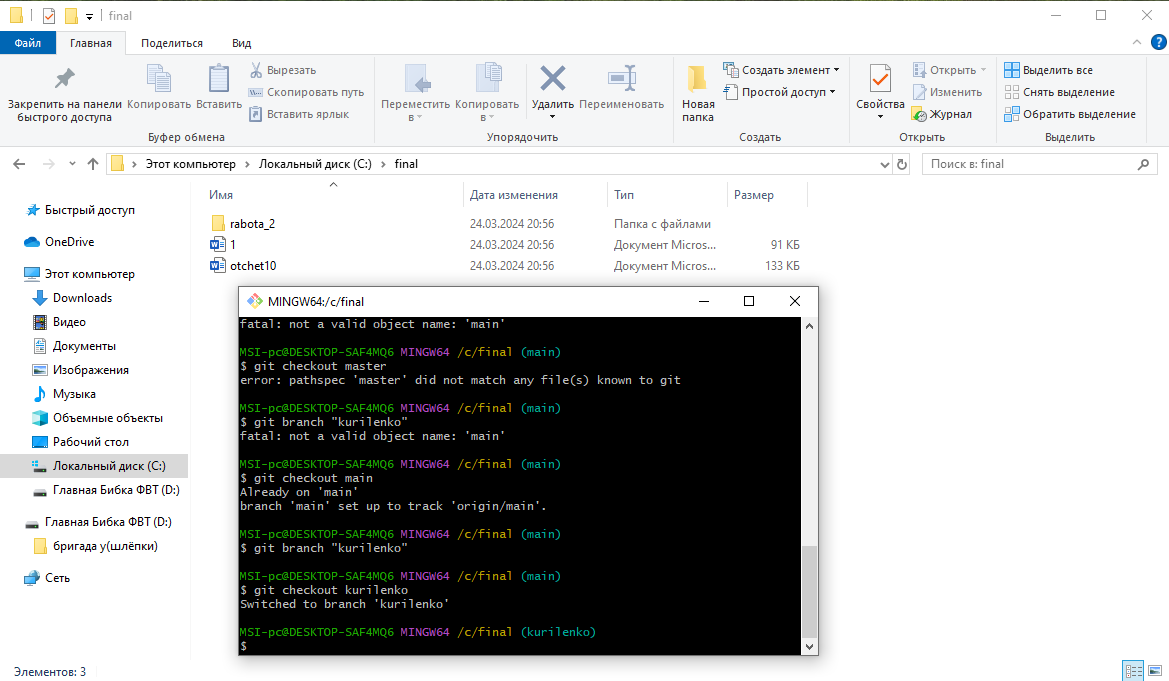 final
Файл Главная Поделиться Вид
Закрепить на панели быстрого доступа
Копировать
Вставить
Вырезать
Скопировать путь
Вставить ярлык
Буфер обмена
Переместить в
Копировать в
Удалить
Переименовать
Упорядочить
Новая папка
Создать элемент
Простой доступ
Создать
Свойства
Открыть
Изменить
Журнал
Открыть
Выделить все
Снять выделение
Обратить выделение
Выделить
Этот компьютер > Локальный диск (C:) > final
Поиск в: final
Быстрый доступ
OneDrive
Этот компьютер
Downloads
Видео
Документы
Изображения
Музыка
Объемные объекты
Рабочий стол
Локальный диск (C:)
Главная Бибка ФВТ (D:)
Главная Бибка ФВТ (D:)
бригада у(шлёпки)
Сеть
Имя Дата изменения Тип Размер
rabota_2 24.03.2024 20:56 Папка с файлами
1 24.03.2024 20:56 Документ Micros... 91 КБ
otchet10 24.03.2024 20:56 Документ Micros... 133 КБ
MINGW64:/c/final
fatal: not a valid object name: 'main'
MSI-pc@DESKTOP-SAF4MQ6 MINGW64 /c/final (main)
$ git checkout master
error: pathspec 'master' did not match any file(s) known to git
MSI-pc@DESKTOP-SAF4MQ6 MINGW64 /c/final (main)
$ git branch "kurilenko"
fatal: not a valid object name: 'main'
MSI-pc@DESKTOP-SAF4MQ6 MINGW64 /c/final (main)
$ git checkout main
Already on 'main'
branch 'main' set up to track 'origin/main'.
MSI-pc@DESKTOP-SAF4MQ6 MINGW64 /c/final (main)
$ git branch "kurilenko"
MSI-pc@DESKTOP-SAF4MQ6 MINGW64 /c/final (main)
$ git checkout kurilenko
Switched to branch 'kurilenko'
MSI-pc@DESKTOP-SAF4MQ6 MINGW64 /c/final (kurilenko)
$
Элементов: 3